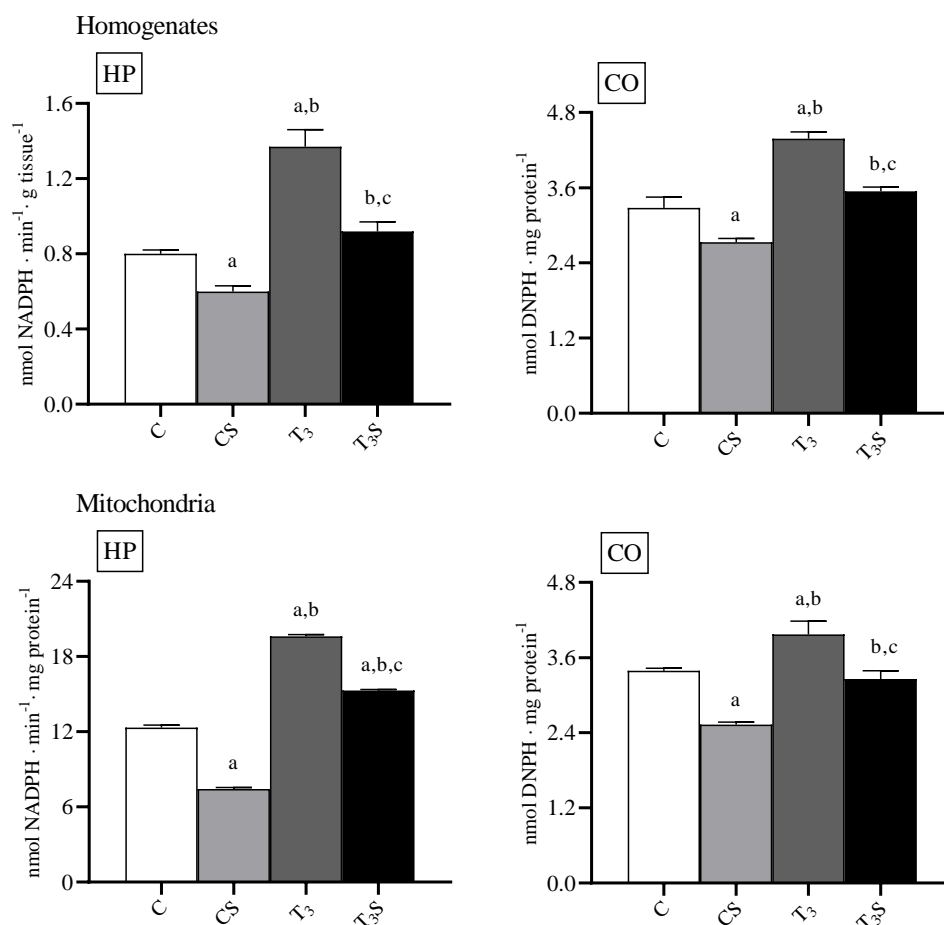 Homogenates
HP
nmol NADPH · min⁻¹· g tissue⁻¹
1.6
1.2
0.8
0.4
0.0
a
a,b
b,c
C
CS
T₃
T₃S
CO
nmol DNPH · mg protein⁻¹
4.8
3.6
2.4
1.2
0.0
a
a,b
b,c
C
CS
T₃
T₃S
Mitochondria
HP
nmol NADPH · min⁻¹· mg protein⁻¹
24
18
12
6
0
a
a,b
a,b,c
C
CS
T₃
T₃S
CO
nmol DNPH · mg protein⁻¹
4.8
3.6
2.4
1.2
0.0
a
a,b
b,c
C
CS
T₃
T₃S